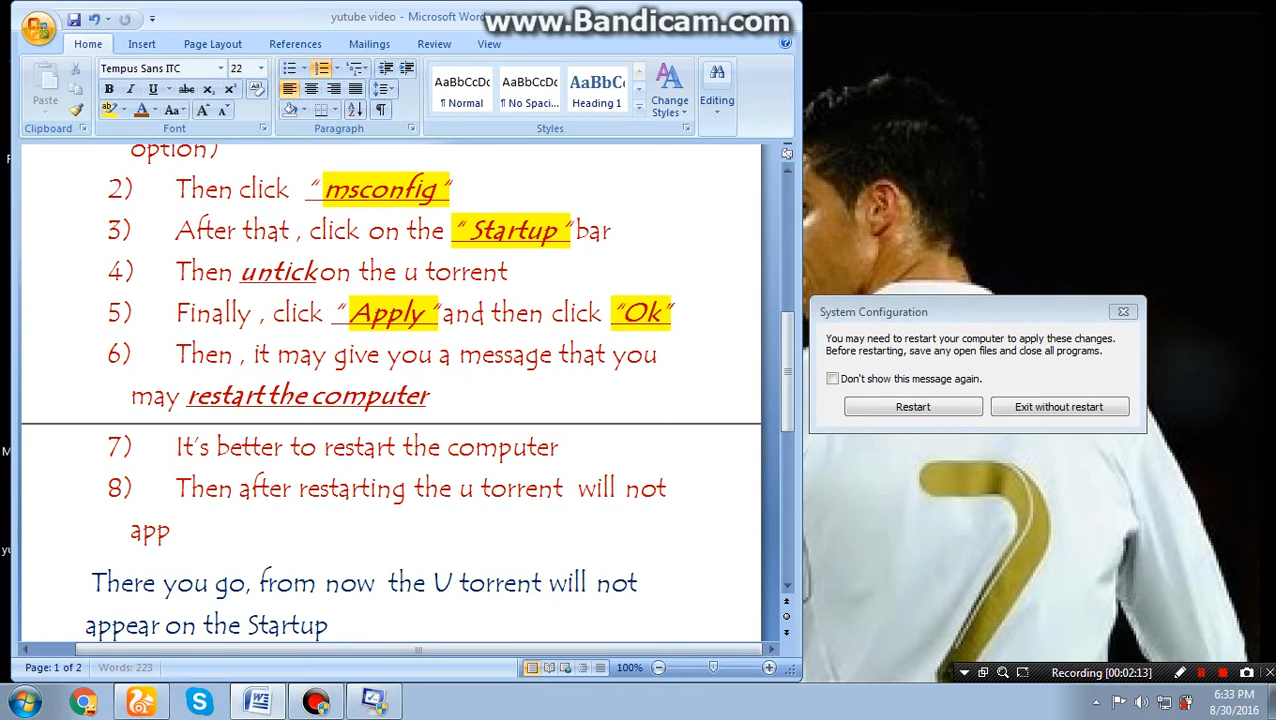 yutube video - Microsoft Word
www.Bandicam.com
Home Insert Page Layout References Mailings Review View
Tempus Sans ITC 22
AaBbCcDc AaBbCcDc AaBbC
Paste
¶ Normal ¶ No Spaci... Heading 1
Change Styles
Editing
Clipboard Font Paragraph Styles
option)
2) Then click " msconfig"
3) After that , click on the " Startup " bar
4) Then untick on the u torrent
5) Finally , click " Apply " and then click "Ok"
6) Then , it may give you a message that you
may restart the computer
7) It's better to restart the computer
8) Then after restarting the u torrent will not
app
There you go, from now the U torrent will not
appear on the Startup
Page: 1 of 2 Words: 223 100%
System Configuration
You may need to restart your computer to apply these changes.
Before restarting, save any open files and close all programs.
Don't show this message again.
Restart Exit without restart
7
Recording [00:02:13]
6:33 PM
8/30/2016